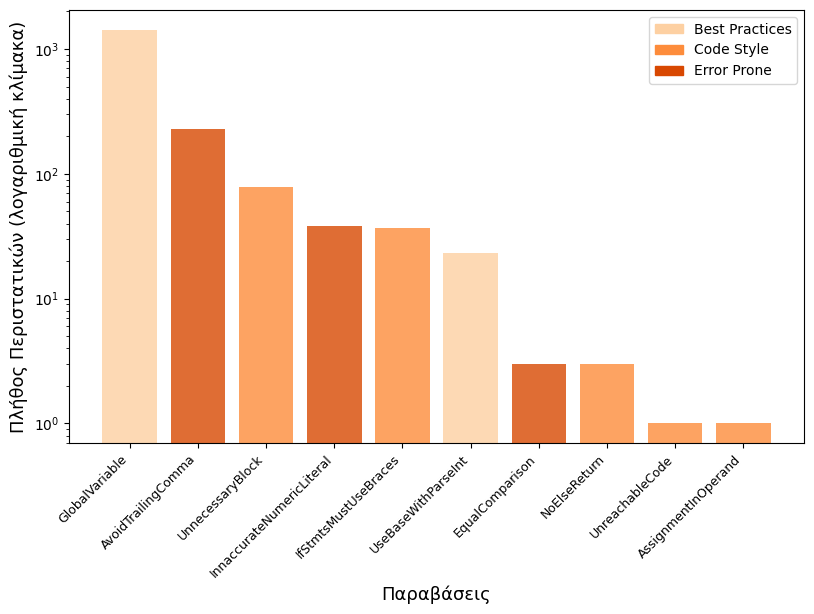 Best Practices
Code Style
Error Prone
Πλήθος Περιστατικών (λογαριθμική κλίμακα)
10³
10²
10¹
10⁰
GlobalVariable
AvoidTrailingComma
UnnecessaryBlock
InnaccurateNumericLiteral
IfStmtsMustUseBraces
UseBaseWithParseInt
EqualComparison
NoElseReturn
UnreachableCode
AssignmentInOperand
Παραβάσεις